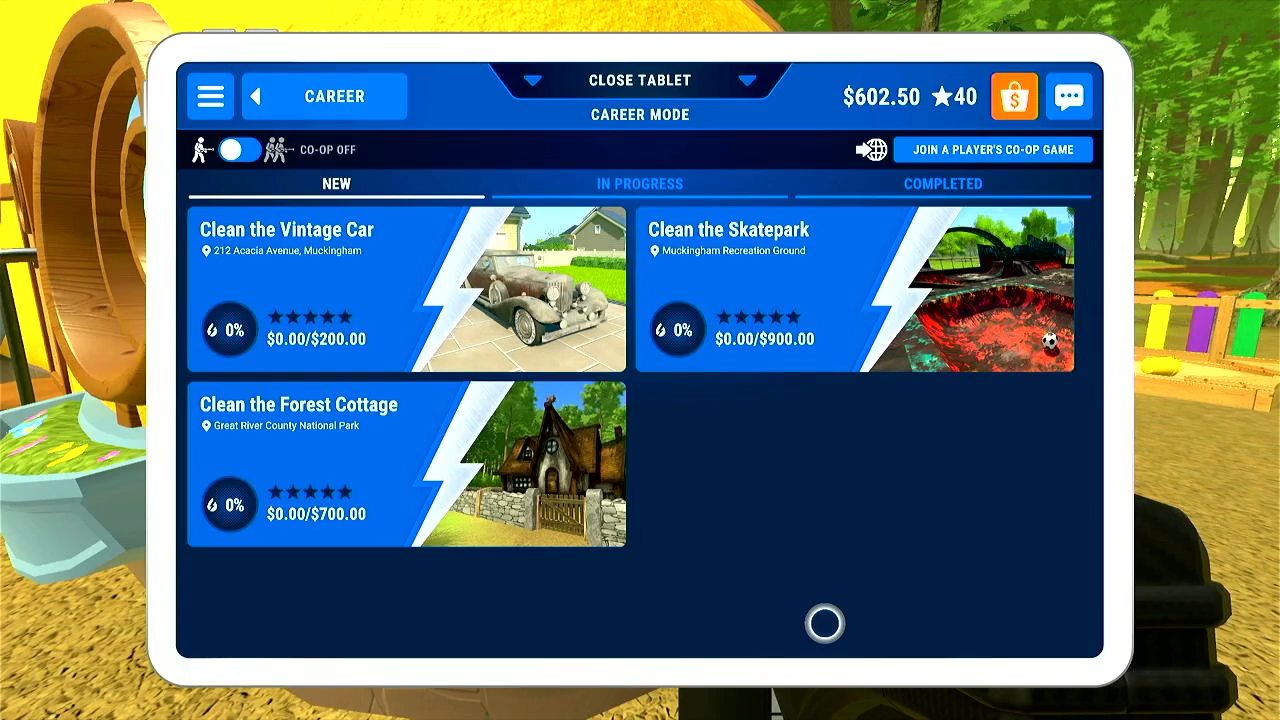 CLOSE TABLET
CAREER
$602.50 ★40
CAREER MODE
CO-OP OFF
JOIN A PLAYER'S CO-OP GAME
NEW
IN PROGRESS
COMPLETED
Clean the Vintage Car
212 Acacia Avenue, Muckingham
0%
$0.00/$200.00
Clean the Skatepark
Muckingham Recreation Ground
0%
$0.00/$900.00
Clean the Forest Cottage
Great River County National Park
0%
$0.00/$700.00